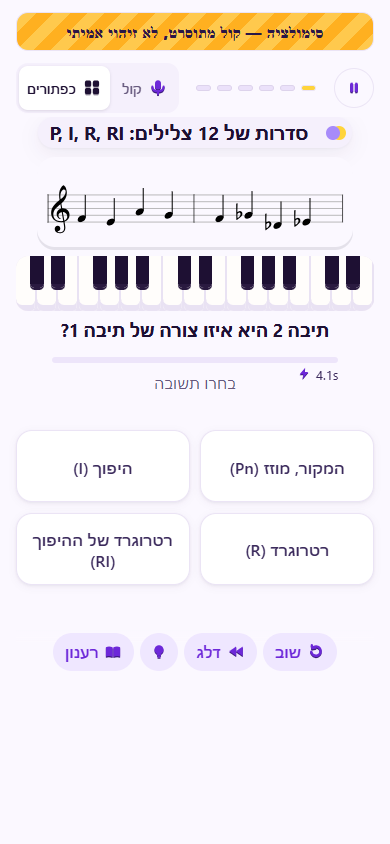 סימולציה — קול מתוסרט, לא זיהוי אמיתי
קול
כפתורים
סדרות של 12 צלילים: P, I, R, RI
תיבה 2 היא איזו צורה של תיבה 1?
4.1s
בחרו תשובה
המקור, מוזז (Pn)
היפוך (I)
רטרוגרד (R)
רטרוגרד של ההיפוך (RI)
שוב
דלג
רענון